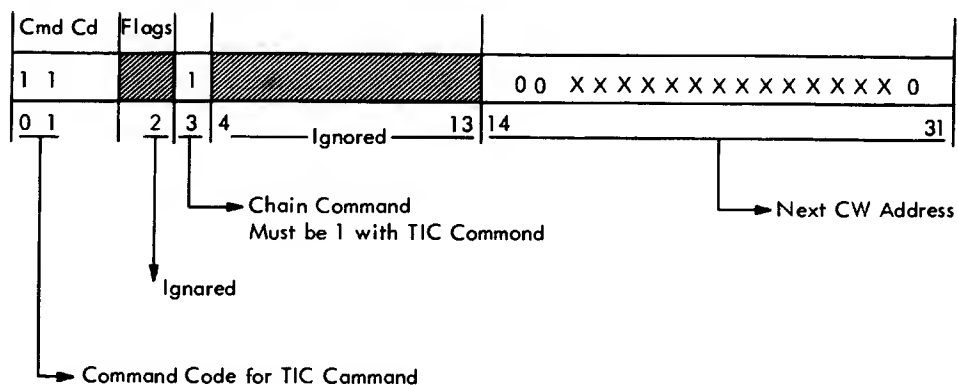 Cmd Cd Flags
1 1 1 0 0 X X X X X X X X X X X X X X X 0
0 1 2 3 4 Ignored 13 14 31
Chain Command
Must be 1 with TIC Commond
Next CW Address
Ignared
Command Code for TIC Cammand